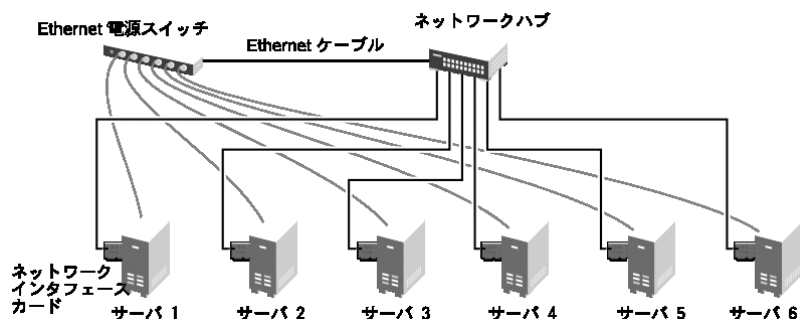 Ethernet 電源スイッチ
ネットワークハブ
Ethernet ケーブル
ネットワーク
インタフェース
カード
サーバ 1
サーバ 2
サーバ 3
サーバ 4
サーバ 5
サーバ 6